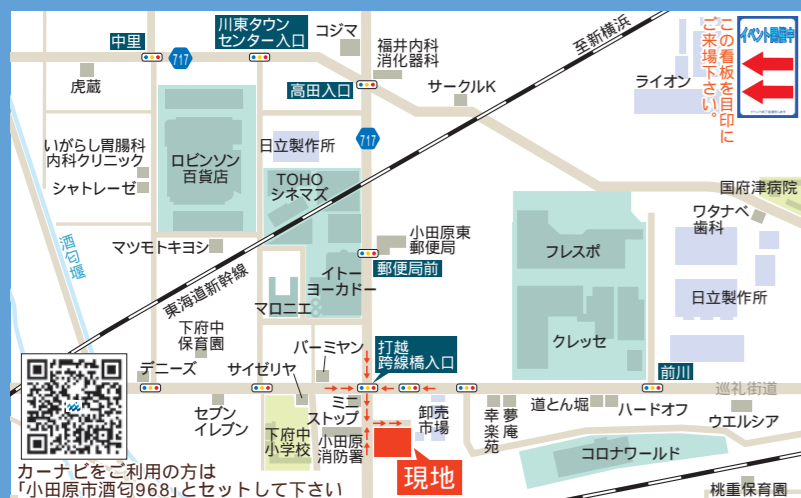 中里
717
川東タウン
センター入口
コジマ
福井内科
消化器科
至新横浜
ライオン
この看板を目印に
ご来場下さい。
イベント開催中
虎蔵
高田入口
サークルK
717
いがらし胃腸科
内科クリニック
シャトレーゼ
ロビンソン
百貨店
日立製作所
TOHO
シネマズ
国府津病院
ワタナベ
歯科
酒匂堰
マツモトキヨシ
小田原東
郵便局
郵便局前
フレスポ
東海道新幹線
イトー
ヨーカドー
マロニエ
日立製作所
クレッセ
下府中
保育園
バーミヤン
打越
跨線橋入口
デニーズ
サイゼリヤ
前川
巡礼街道
セブン
イレブン
ミニ
ストップ
卸売
市場
幸楽苑
夢庵
道とん堀
ハードオフ
ウエルシア
下府中
小学校
小田原
消防署
現地
コロナワールド
桃重保育園
カーナビをご利用の方は
「小田原市酒匂968」とセットして下さい